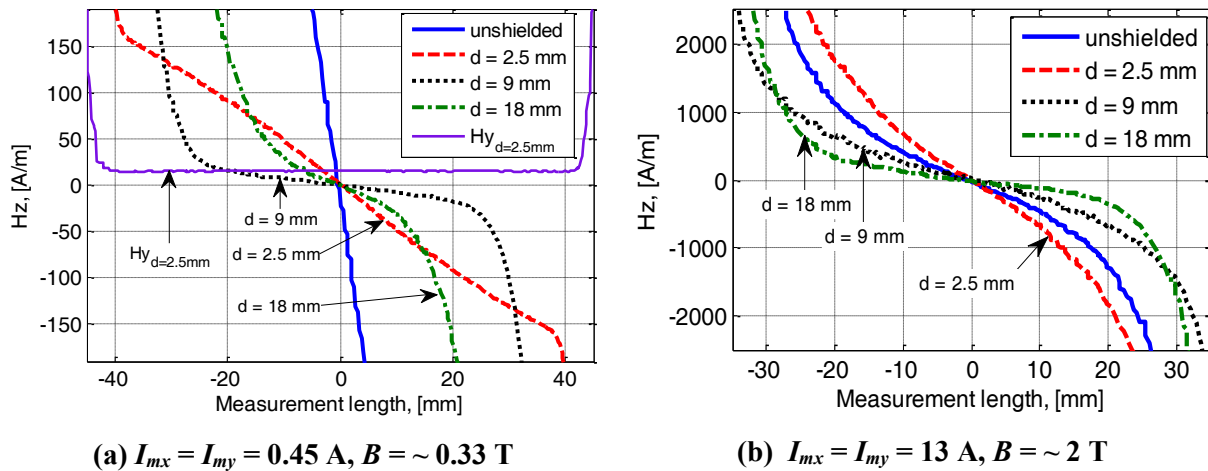 150
100
50
0
-50
-100
-150
Hz, [A/m]
unshielded
d = 2.5 mm
d = 9 mm
d = 18 mm
Hy d=2.5mm
Hy d=2.5mm
d = 9 mm
d = 2.5 mm
d = 18 mm
-40 -20 0 20 40
Measurement length, [mm]
(a) Imx = Imy = 0.45 A, B = ~ 0.33 T
2000
1000
0
-1000
-2000
Hz, [A/m]
unshielded
d = 2.5 mm
d = 9 mm
d = 18 mm
d = 18 mm
d = 9 mm
d = 2.5 mm
-30 -20 -10 0 10 20 30
Measurement length, [mm]
(b) Imx = Imy = 13 A, B = ~ 2 T